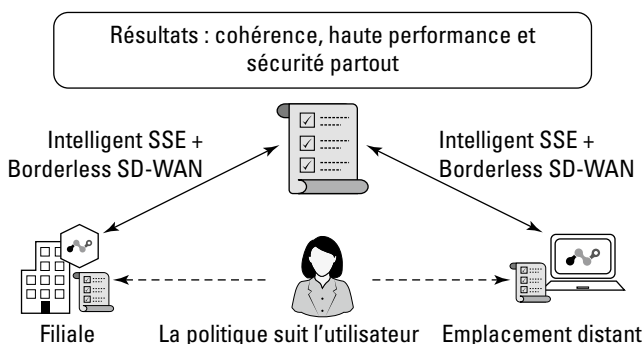 Résultats : cohérence, haute performance et
sécurité partout
Intelligent SSE +
Borderless SD-WAN
Intelligent SSE +
Borderless SD-WAN
Filiale
La politique suit l'utilisateur
Emplacement distant